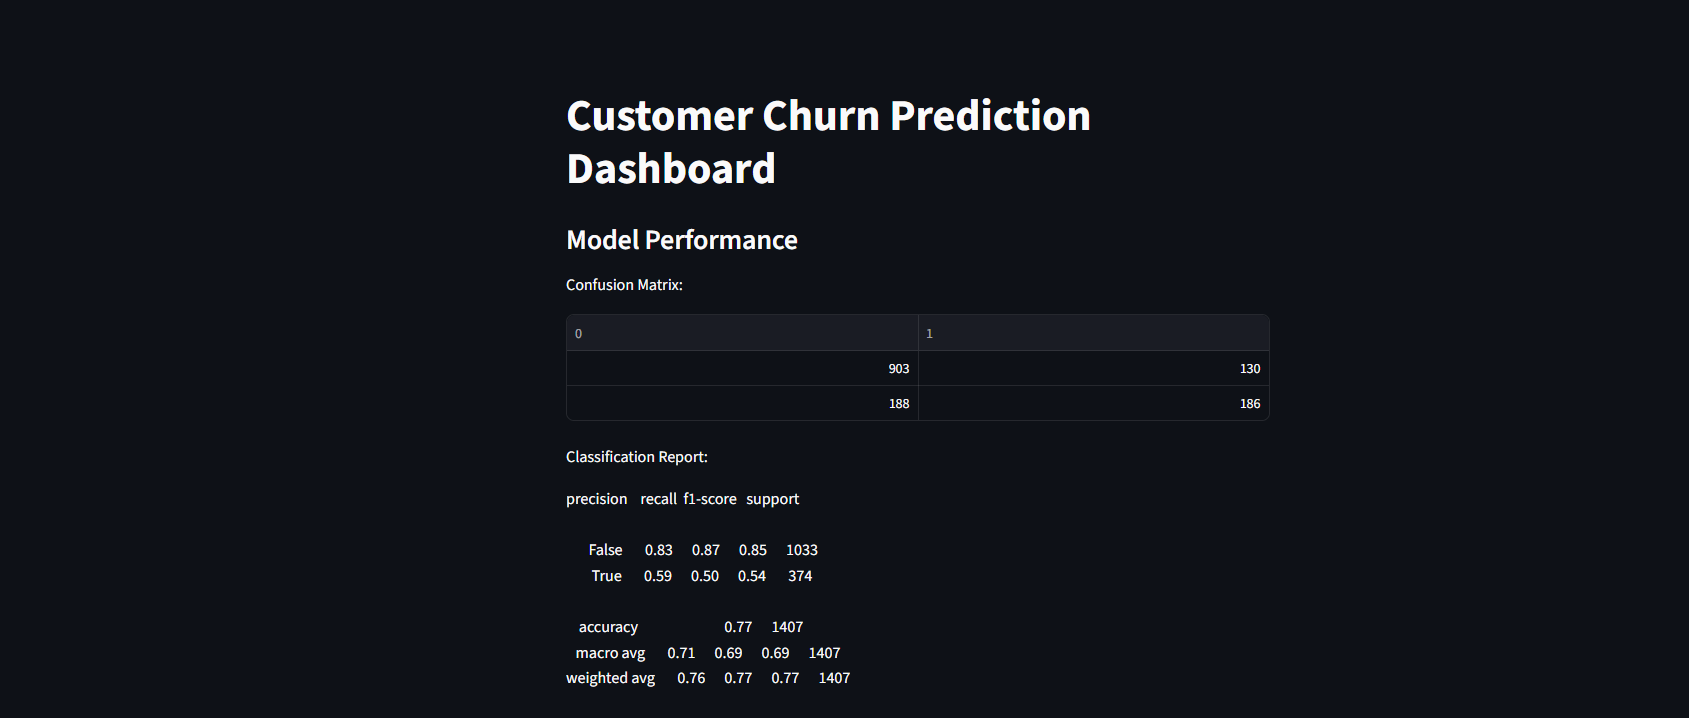 Customer Churn Prediction
Dashboard
Model Performance
Confusion Matrix:
0 1
903 130
188 186
Classification Report:
precision recall f1-score support
False 0.83 0.87 0.85 1033
True 0.59 0.50 0.54 374
accuracy 0.77 1407
macro avg 0.71 0.69 0.69 1407
weighted avg 0.76 0.77 0.77 1407